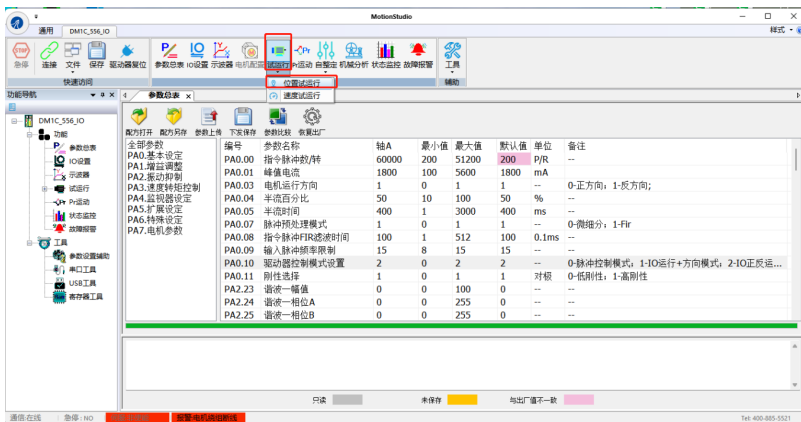 MotionStudio
通用 DM1C_556_IO
样式
急停 连接 文件 保存 驱动器复位 参数总表 IO设置 示波器 电机配置 试运行 Pr运动 自整定 机械分析 状态监控 故障报警 工具
快速访问 辅助
位置试运行
速度试运行
功能导航 参数总表 x
DM1C_556_IO
功能
参数总表
IO设置
示波器
试运行
Pr运动
状态监控
故障报警
工具
参数设置辅助
串口工具
USB工具
寄存器工具
配方打开 配方另存 参数上传 下发保存 参数比较 恢复出厂
全部参数
PA0.基本设定
PA1.增益调整
PA2.振动抑制
PA3.速度转矩控制
PA4.监视器设定
PA5.扩展设定
PA6.特殊设定
PA7.电机参数
编号 参数名称 轴A 最小值 最大值 默认值 单位 备注
PA0.00 指令脉冲数/转 60000 200 51200 200 P/R --
PA0.01 峰值电流 1800 100 5600 1800 mA
PA0.03 电机运行方向 1 0 1 1 -- 0-正方向；1-反方向;
PA0.04 半流百分比 50 10 100 50 % --
PA0.05 半流时间 400 1 3000 400 ms --
PA0.07 脉冲预处理模式 1 0 1 1 -- 0-微细分；1-Fir
PA0.08 指令脉冲FIR滤波时间 100 1 512 100 0.1ms --
PA0.09 输入脉冲频率限制 15 8 15 15 -- --
PA0.10 驱动器控制模式设置 2 0 2 2 -- 0-脉冲控制模式；1-IO运行+方向模式；2-IO正反运...
PA0.11 刚性选择 1 0 1 1 对极 0-低刚性；1-高刚性
PA2.23 谐波一幅值 0 0 100 0 -- --
PA2.24 谐波一相位A 0 0 255 0 -- --
PA2.25 谐波一相位B 0 0 255 0 -- --
只读 未保存 与出厂值不一致
通信:在线 急停：NO 报警:电机绕组断线 Tel: 400-885-5521